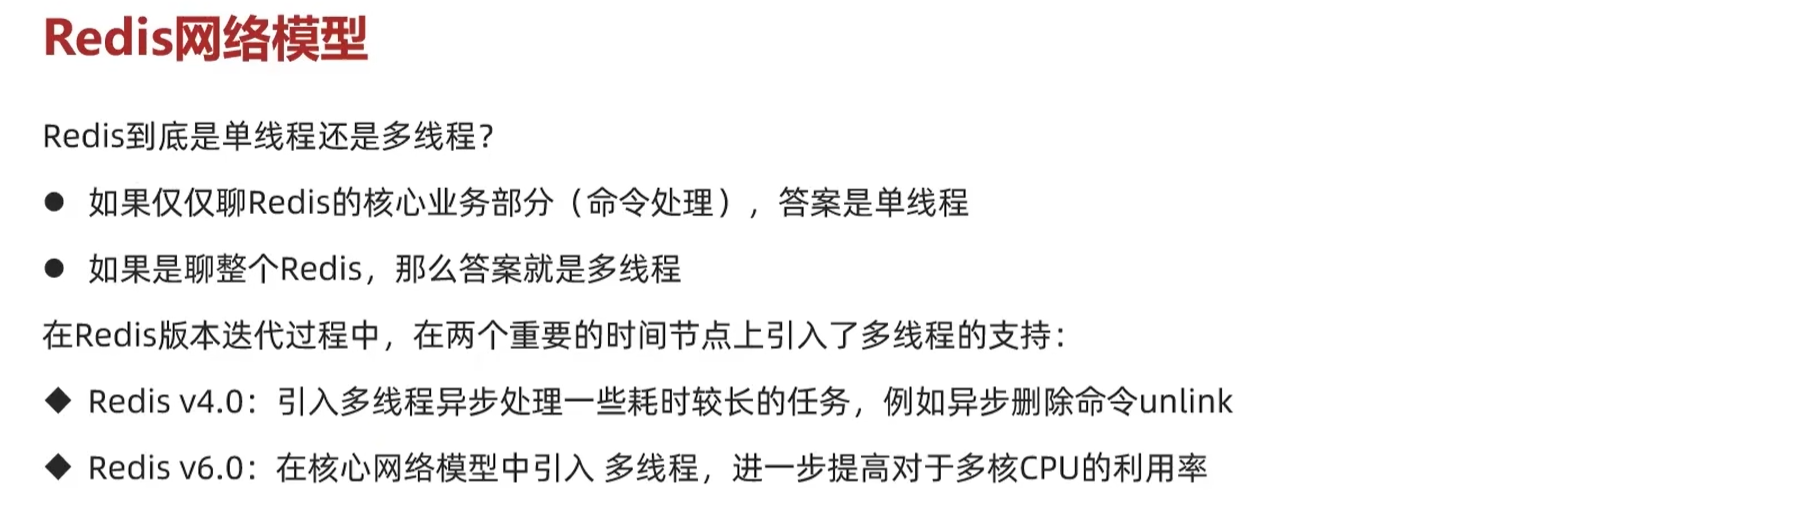 Redis网络模型
Redis到底是单线程还是多线程？
● 如果仅仅聊Redis的核心业务部分（命令处理），答案是单线程
● 如果是聊整个Redis，那么答案就是多线程
在Redis版本迭代过程中，在两个重要的时间节点上引入了多线程的支持：
◆ Redis v4.0：引入多线程异步处理一些耗时较长的任务，例如异步删除命令unlink
◆ Redis v6.0：在核心网络模型中引入 多线程，进一步提高对于多核CPU的利用率